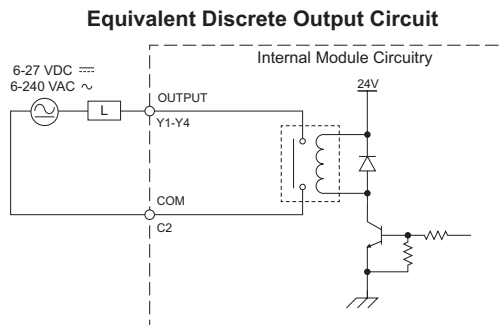 Equivalent Discrete Output Circuit
Internal Module Circuitry
6-27 VDC ⎓
6-240 VAC ∿
24V
OUTPUT
L
Y1-Y4
COM
C2